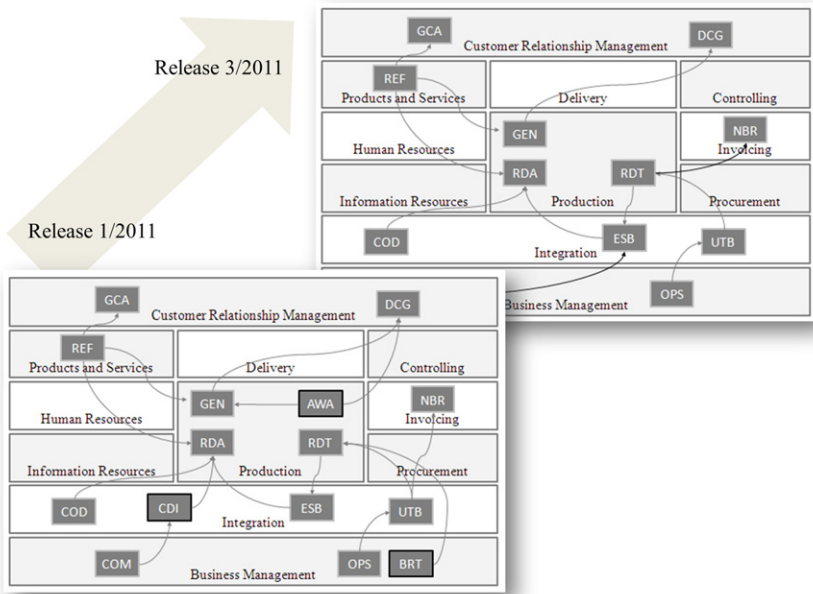 GCA
DCG
Customer Relationship Management
Release 3/2011
REF
Products and Services
Delivery
Controlling
GEN
NBR
Human Resources
Invoicing
RDA
RDT
Information Resources
Production
Procurement
Release 1/2011
COD
ESB
UTB
Integration
OPS
Business Management
GCA
DCG
Customer Relationship Management
REF
Products and Services
Delivery
Controlling
GEN
AWA
NBR
Human Resources
Invoicing
RDA
RDT
Information Resources
Production
Procurement
COD
CDI
ESB
UTB
Integration
COM
OPS
BRT
Business Management